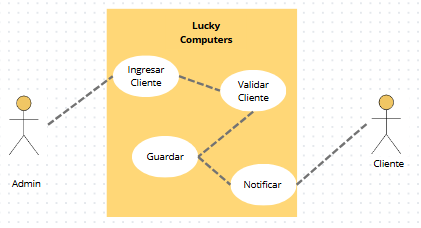 Lucky
Computers
Ingresar
Cliente
Validar
Cliente
Guardar
Notificar
Admin
Cliente